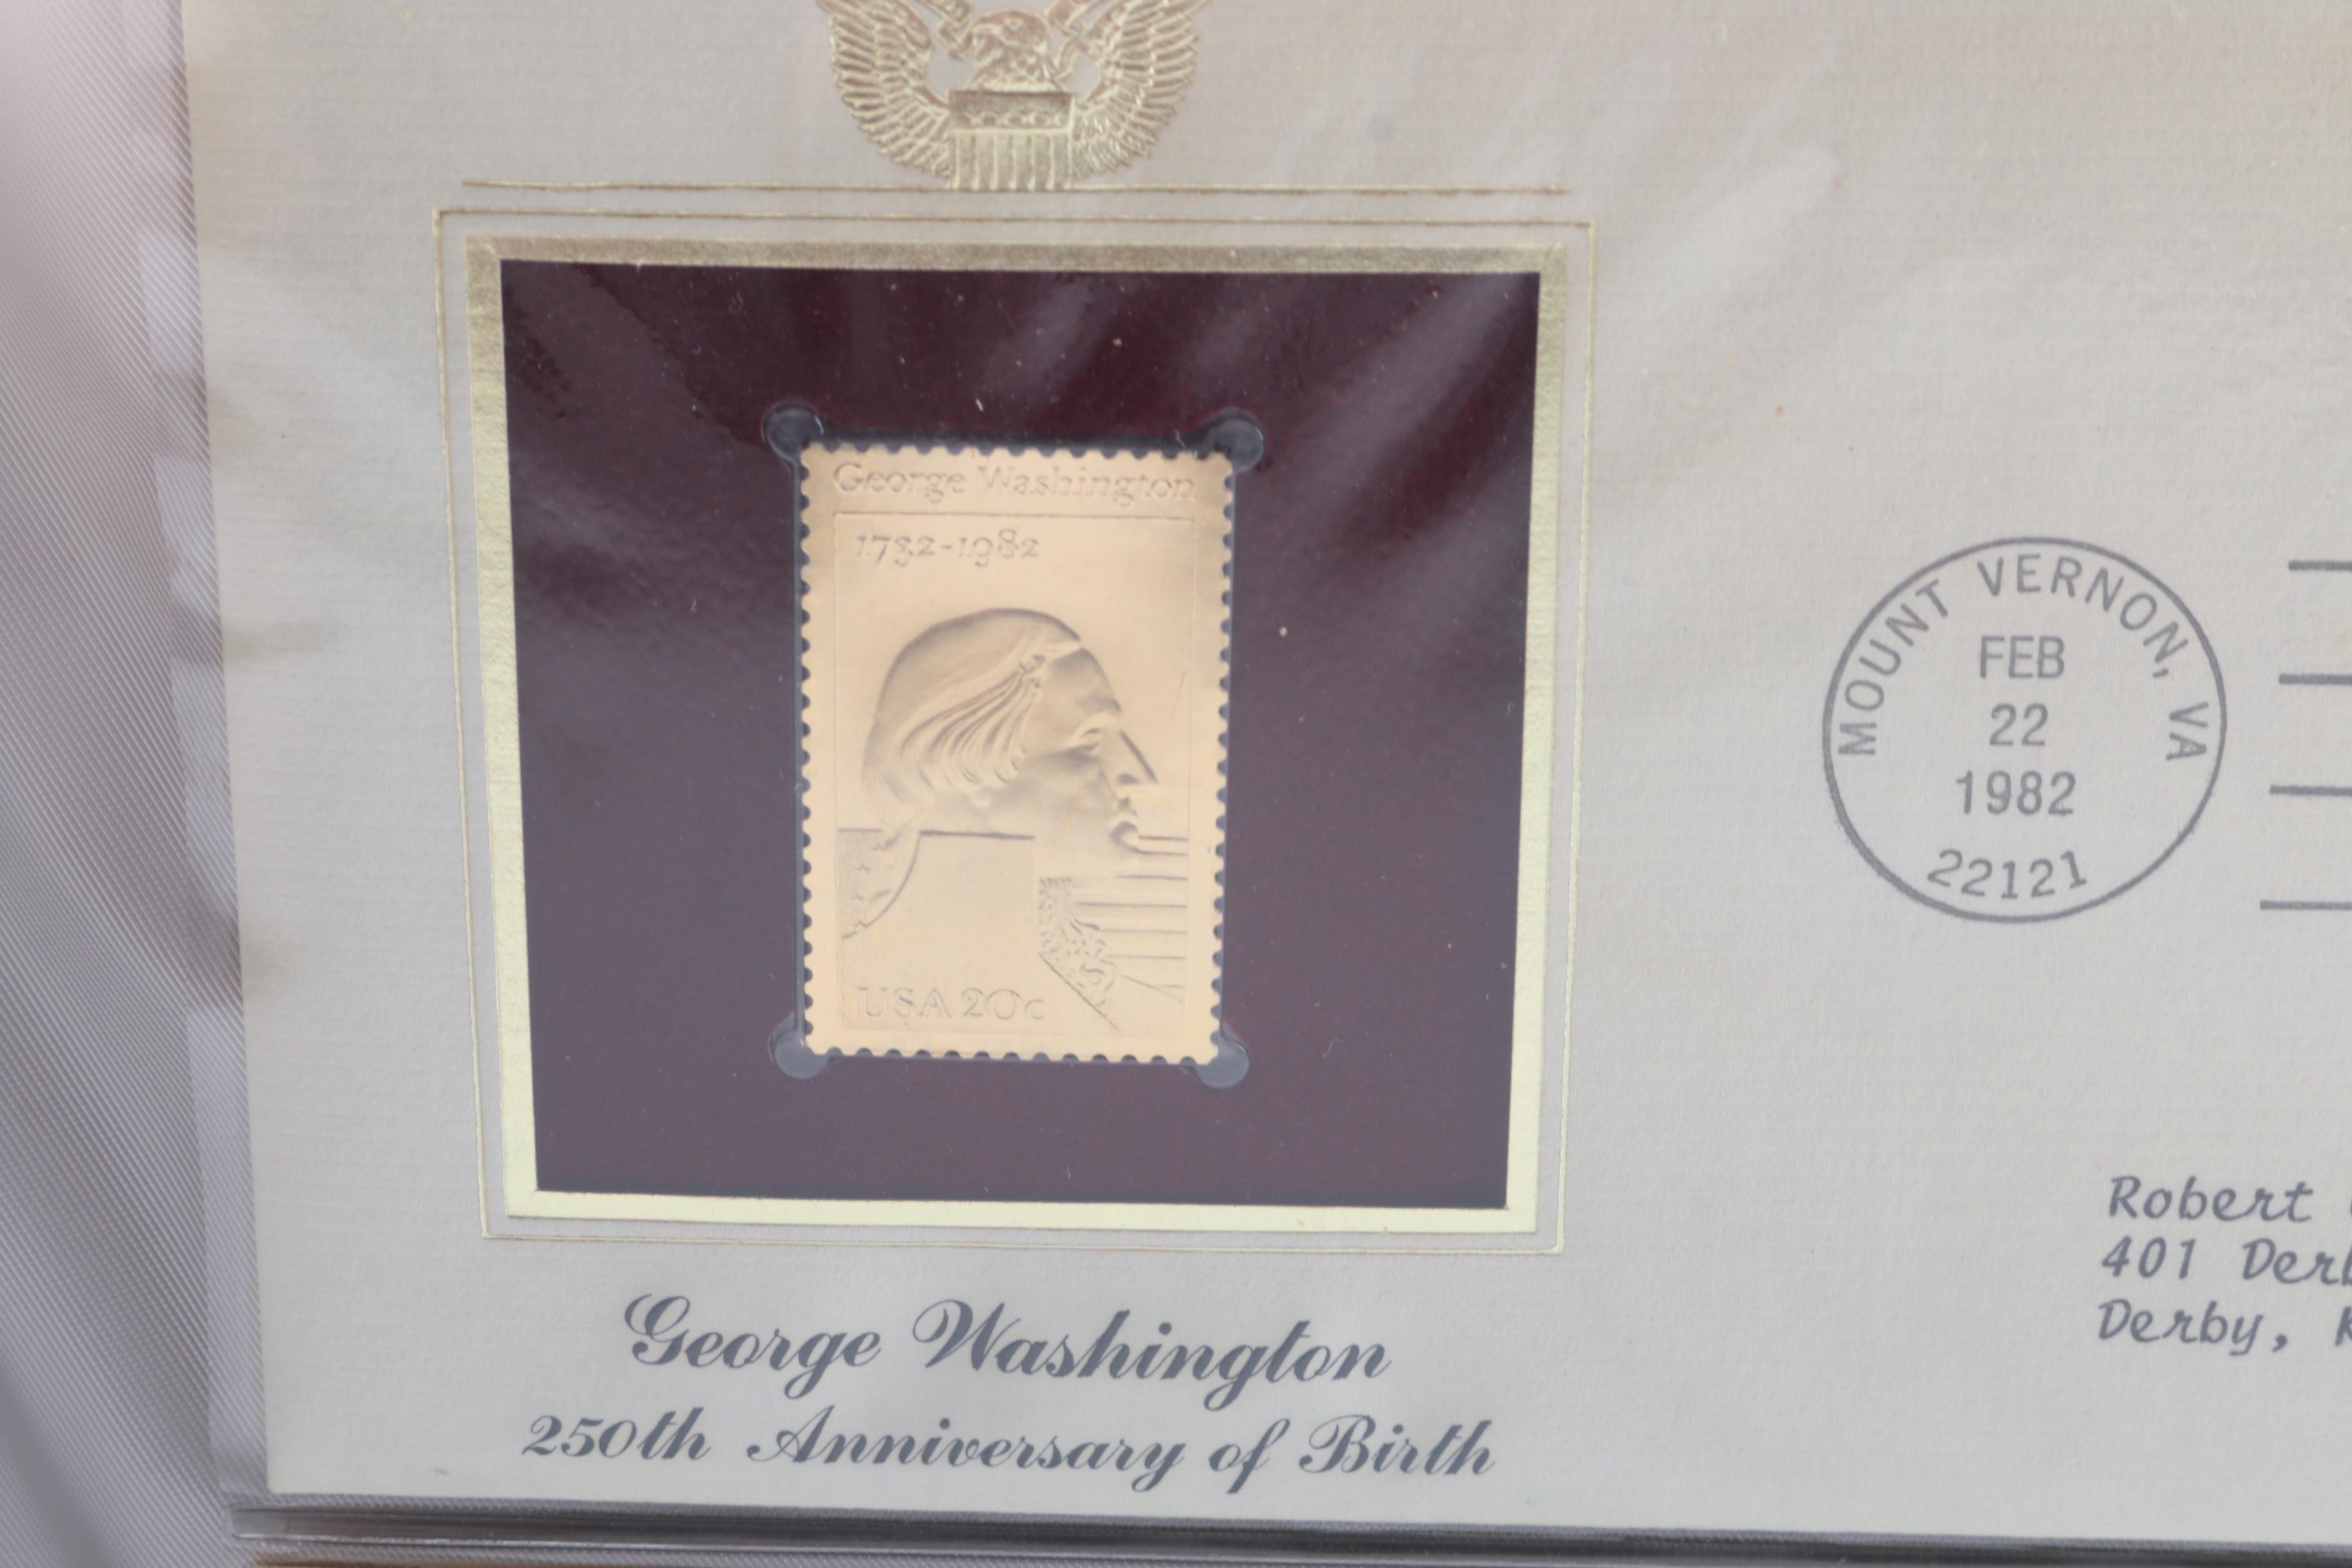 George Washington
1732-1982
USA 20c
MOUNT VERNON, VA
FEB
22
1982
22121
Robert
401
Derby,
George Washington
250th Anniversary of Birth